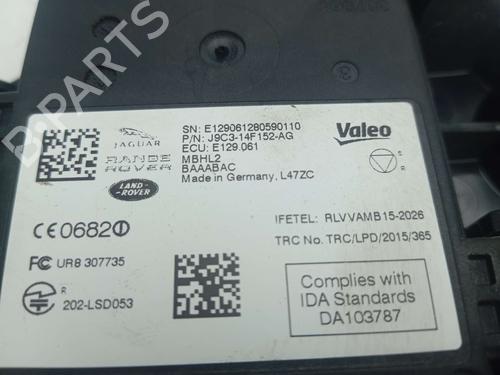 SN: E129061280590110
P/N: J9C3-14F152-AG
ECU: E129.061
MBHL2
BAAABAC
Made in Germany, L47ZC
JAGUAR
RANGE
ROVER
LAND-
ROVER
Valeo
CE0682
IFETEL: RLVVAMB15-2026
TRC No. TRC/LPD/2015/365
FC UR8 307735
R
202-LSD053
Complies with
IDA Standards
DA103787